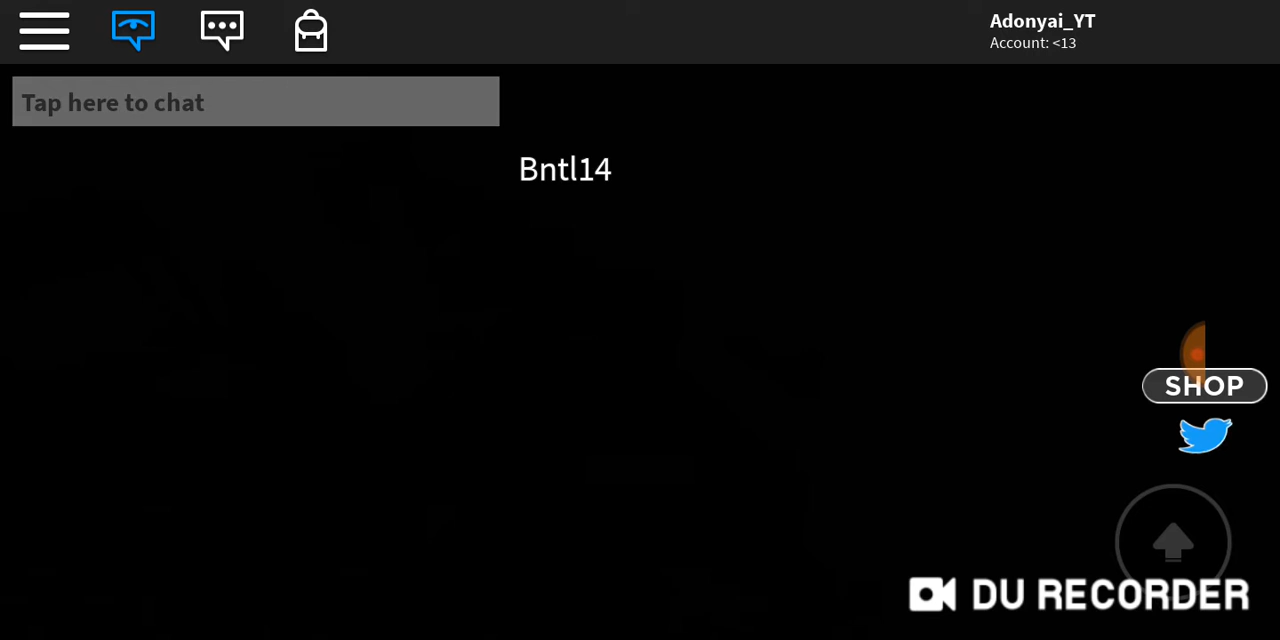 Adonyai_YT
Account: <13
Tap here to chat
Bntl14
SHOP
DU RECORDER